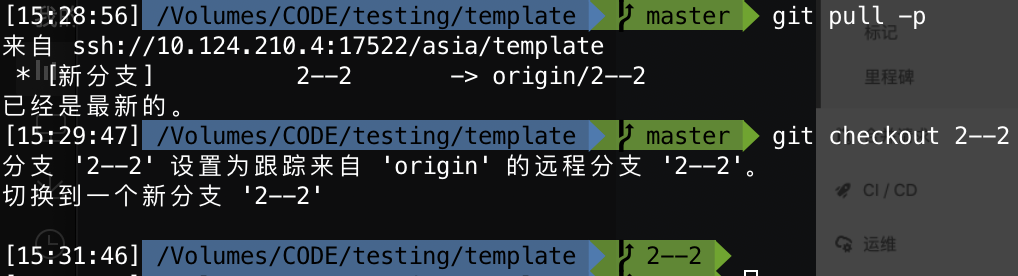 [15:28:56] /Volumes/CODE/testing/template master git pull -p
来自 ssh://10.124.210.4:17522/asia/template
* [新分支] 2--2 -> origin/2--2
已经是最新的。
[15:29:47] /Volumes/CODE/testing/template master git checkout 2--2
分支 '2--2' 设置为跟踪来自 'origin' 的远程分支 '2--2'。
切换到一个新分支 '2--2'
[15:31:46] /Volumes/CODE/testing/template 2--2
标记
里程碑
CI / CD
运维